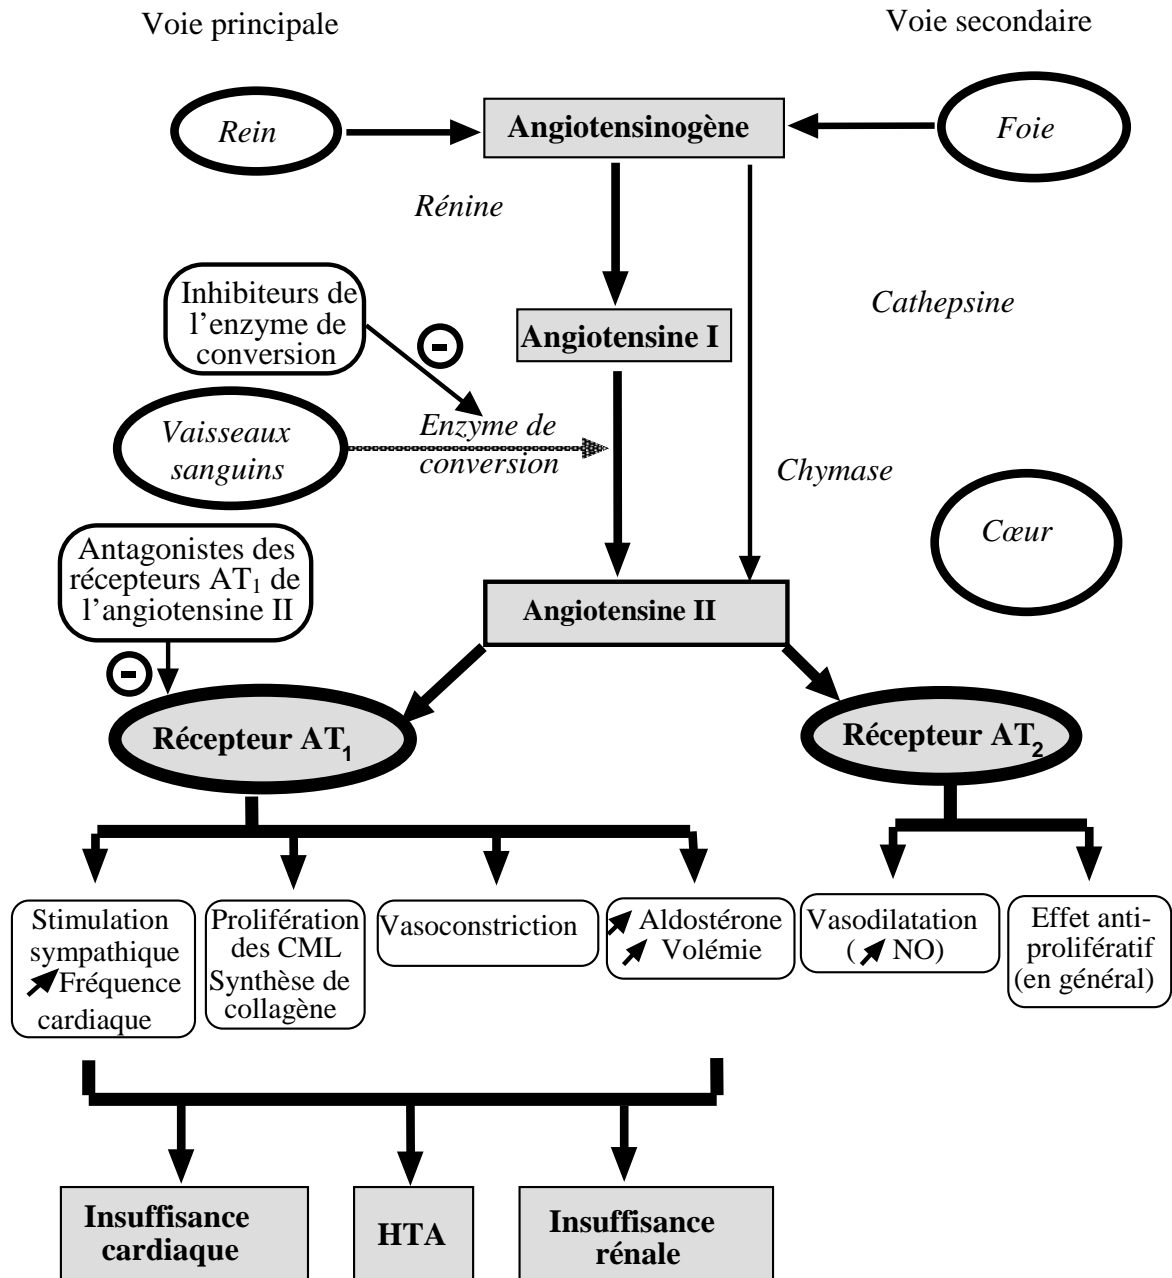 Voie principale
Voie secondaire
Rein
Angiotensinogène
Foie
Rénine
Inhibiteurs de
l’enzyme de
conversion
-
Cathepsine
Angiotensine I
Vaisseaux
sanguins
Enzyme de
conversion
Chymase
Cœur
Antagonistes des
récepteurs AT1 de
l’angiotensine II
-
Angiotensine II
Récepteur AT1
Récepteur AT2
Stimulation
sympathique
Fréquence
cardiaque
Prolifération
des CML
Synthèse de
collagène
Vasoconstriction
Aldostérone
Volémie
Vasodilatation
( NO)
Effet anti-
prolifératif
(en général)
Insuffisance
cardiaque
HTA
Insuffisance
rénale